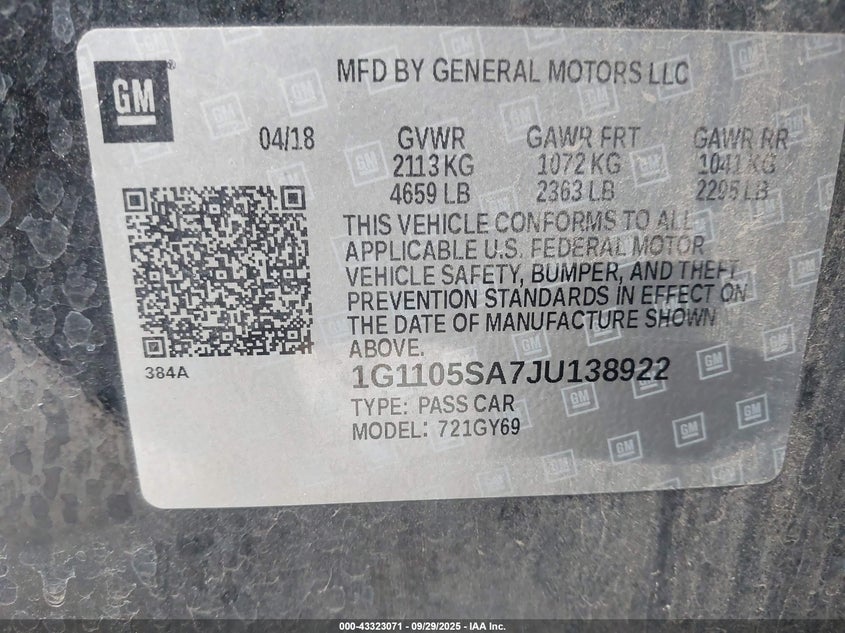 GM
MFD BY GENERAL MOTORS LLC
04/18 GVWR GAWR FRT GAWR RR
2113 KG 1072 KG 1041 KG
4659 LB 2363 LB 2295 LB
THIS VEHICLE CONFORMS TO ALL
APPLICABLE U.S. FEDERAL MOTOR
VEHICLE SAFETY, BUMPER, AND THEFT
PREVENTION STANDARDS IN EFFECT ON
THE DATE OF MANUFACTURE SHOWN
ABOVE.
384A
1G1105SA7JU138922
TYPE: PASS CAR
MODEL: 721GY69
000-43323071 - 09/29/2025 - IAA Inc.